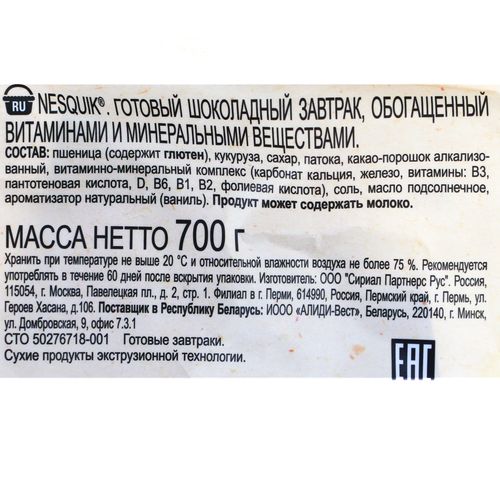 RU NESQUIK®. ГОТОВЫЙ ШОКОЛАДНЫЙ ЗАВТРАК, ОБОГАЩЕННЫЙ
ВИТАМИНАМИ И МИНЕРАЛЬНЫМИ ВЕЩЕСТВАМИ.
СОСТАВ: пшеница (содержит глютен), кукуруза, сахар, патока, какао-порошок алкализо-
ванный, витаминно-минеральный комплекс (карбонат кальция, железо, витамины: B3,
пантотеновая кислота, D, B6, B1, B2, фолиевая кислота), соль, масло подсолнечное,
ароматизатор натуральный (ваниль). Продукт может содержать молоко.
МАССА НЕТТО 700 г
Хранить при температуре не выше 20 °С и относительной влажности воздуха не более 75 %. Рекомендуется
употребить в течение 60 дней после вскрытия упаковки. Изготовитель: ООО "Сириал Партнерс Рус". Россия,
115054, г. Москва, Павелецкая пл., д. 2, стр. 1. Филиал в г. Перми, 614990, Россия, Пермский край, г. Пермь, ул.
Героев Хасана, д.106. Поставщик в Республику Беларусь: ИООО «АЛИДИ-Вест», Беларусь, 220140, г. Минск,
ул. Домбровская, 9, офис 7.3.1
СТО 50276718-001 Готовые завтраки.
Сухие продукты экструзионной технологии.
EAC